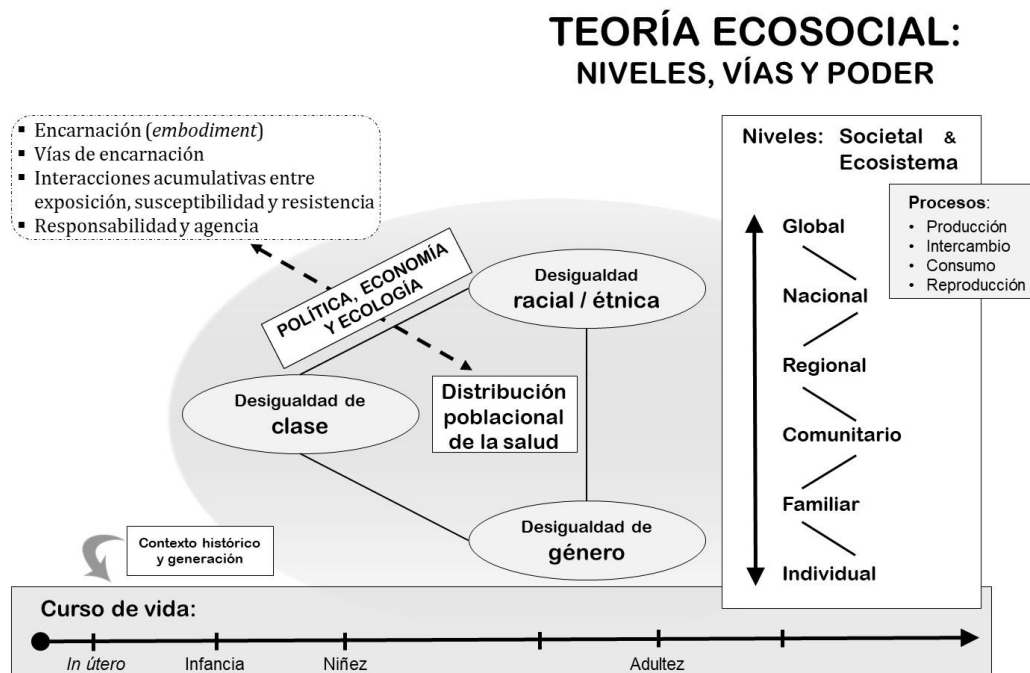 TEORÍA ECOSOCIAL:
NIVELES, VÍAS Y PODER
▪ Encarnación (embodiment)
▪ Vías de encarnación
▪ Interacciones acumulativas entre
exposición, susceptibilidad y resistencia
▪ Responsabilidad y agencia
POLÍTICA, ECONOMÍA
Y ECOLOGÍA
Desigualdad
racial / étnica
Desigualdad de
clase
Distribución
poblacional
de la salud
Desigualdad de
género
Niveles: Societal &
Ecosistema
Global
Nacional
Regional
Comunitario
Familiar
Individual
Procesos:
• Producción
• Intercambio
• Consumo
• Reproducción
Contexto histórico
y generación
Curso de vida:
In útero
Infancia
Niñez
Adultez